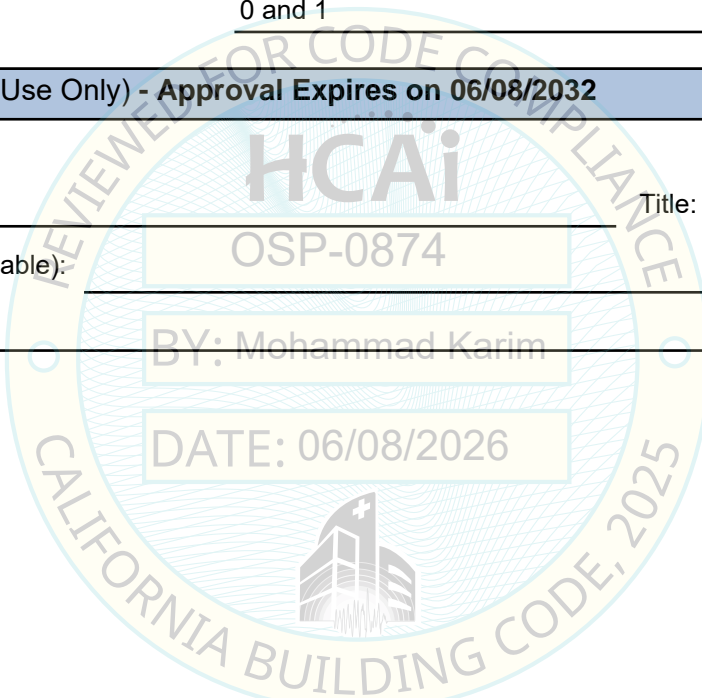 0 and 1
Use Only) - Approval Expires on 06/08/2032
REVIEWED FOR CODE COMPLIANCE
HCAi
Title:
OSP-0874
able):
BY: Mohammad Karim
DATE: 06/08/2026
CALIFORNIA BUILDING CODE, 2025